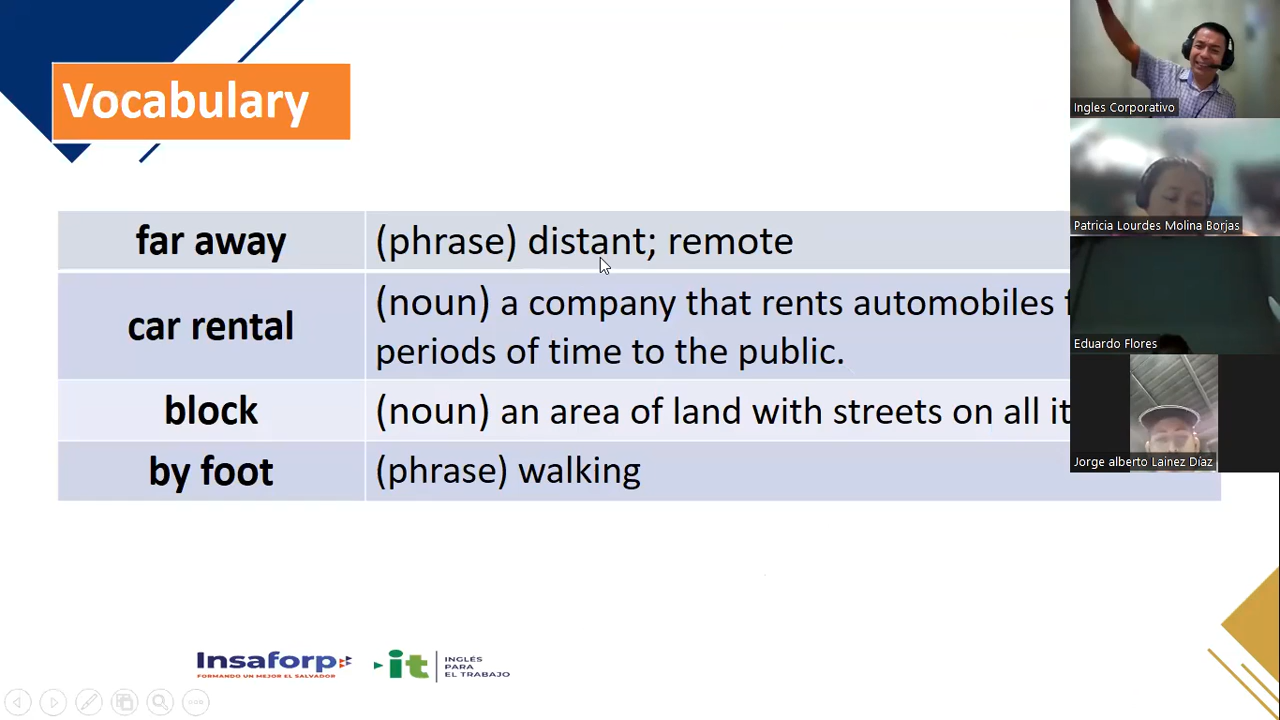 Vocabulary
far away (phrase) distant; remote
car rental (noun) a company that rents automobiles
periods of time to the public.
block (noun) an area of land with streets on all
by foot (phrase) walking
Ingles Corporativo
Patricia Lourdes Molina Borjas
Eduardo Flores
Jorge alberto Lainez Díaz
Insaforp
FORMANDO UN MEJOR EL SALVADOR
it
INGLÉS
PARA
EL TRABAJO